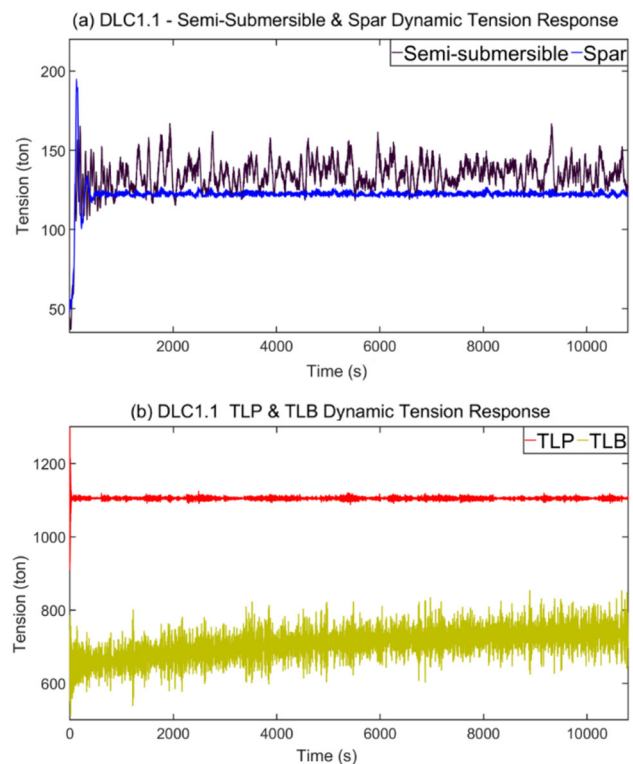 (a) DLC1.1 - Semi-Submersible & Spar Dynamic Tension Response
Semi-submersible Spar
200
150
100
50
Tension (ton)
2000 4000 6000 8000 10000
Time (s)
(b) DLC1.1 TLP & TLB Dynamic Tension Response
TLP TLB
1200
1000
800
600
Tension (ton)
0 2000 4000 6000 8000 10000
Time (s)